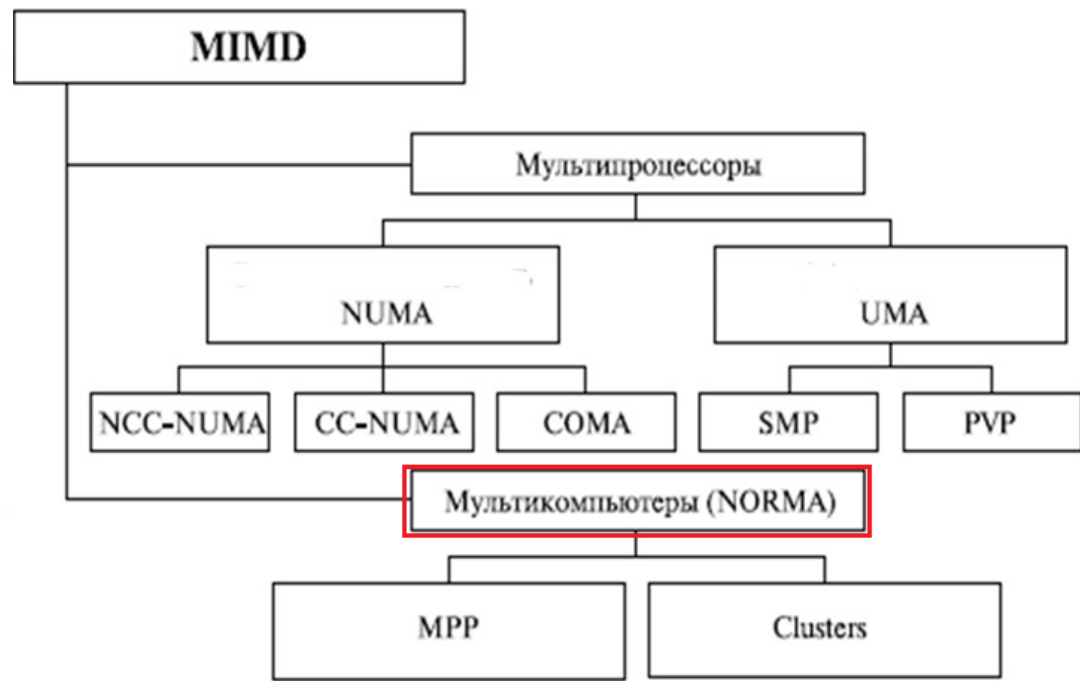 MIMD
Мультипроцессоры
NUMA
UMA
NCC-NUMA
CC-NUMA
COMA
SMP
PVP
Мультикомпьютеры (NORMA)
MPP
Clusters